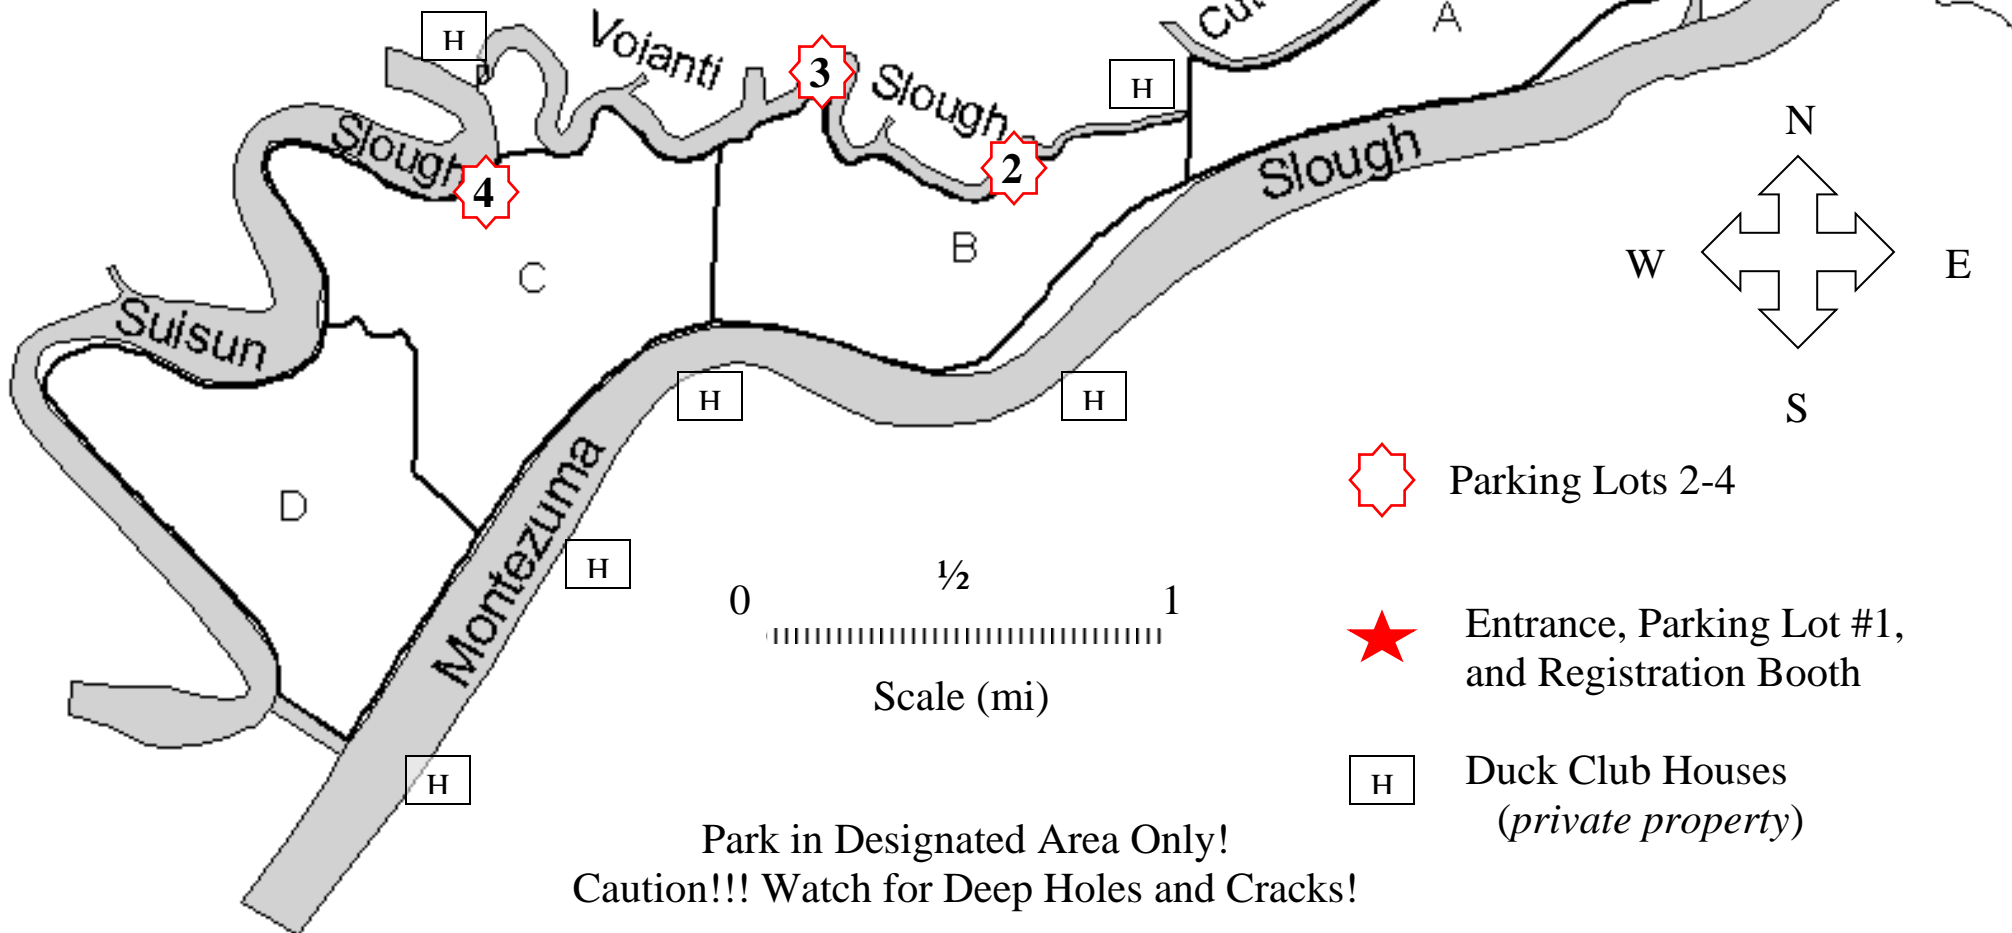 H
Voianti
3
Slough
2
H
A
Slough
4
Slough
N
W
E
S
B
C
Suisun
D
Montezuma
H
H
H
H
Parking Lots 2-4
0
½
1
Scale (mi)
Entrance, Parking Lot #1,
and Registration Booth
H
Duck Club Houses
(private property)
Park in Designated Area Only!
Caution!!! Watch for Deep Holes and Cracks!